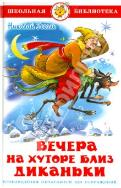 ШКОЛЬНАЯ
БИБЛИОТЕКА
Николай Гоголь
ВЕЧЕРА
НА ХУТОРЕ БЛИЗ
ДИКАНЬКИ